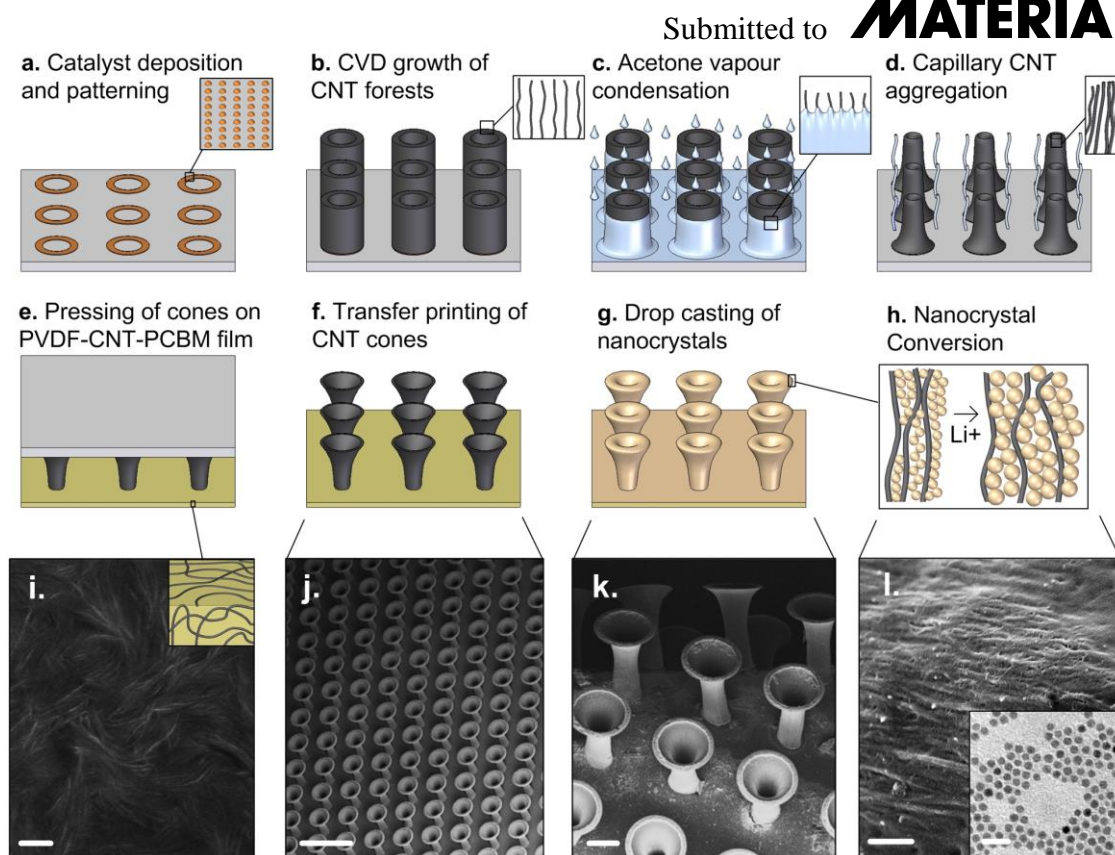 Submitted to MATERIA
a. Catalyst deposition
and patterning
b. CVD growth of
CNT forests
c. Acetone vapour
condensation
d. Capillary CNT
aggregation
e. Pressing of cones on
PVDF-CNT-PCBM film
f. Transfer printing of
CNT cones
g. Drop casting of
nanocrystals
h. Nanocrystal
Conversion
Li+
i.
j.
k.
l.